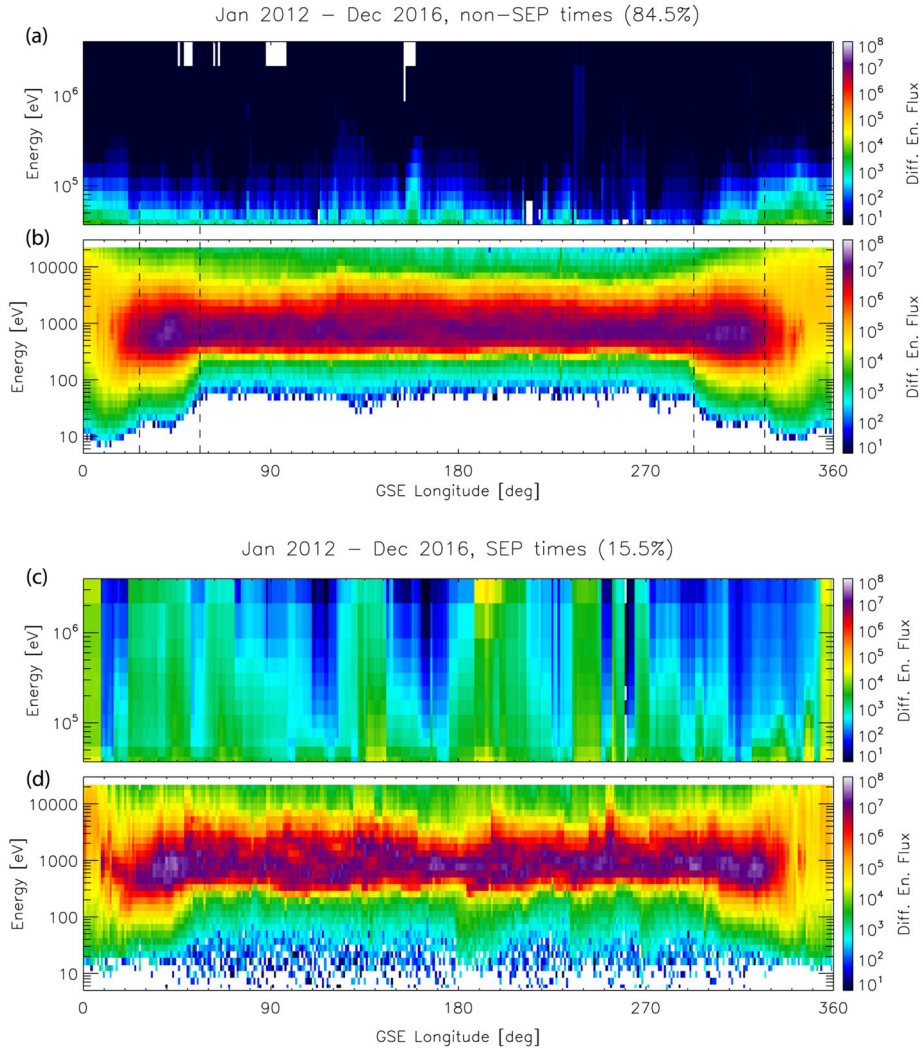 Jan 2012 – Dec 2016, non-SEP times (84.5%)
(a)
Energy [eV]
10^6
10^5
10^8
10^7
10^6
10^5
10^4
10^3
10^2
10^1
Diff. En. Flux
(b)
Energy [eV]
10000
1000
100
10
10^8
10^7
10^6
10^5
10^4
10^3
10^2
10^1
Diff. En. Flux
0 90 180 270 360
GSE Longitude [deg]
Jan 2012 – Dec 2016, SEP times (15.5%)
(c)
Energy [eV]
10^6
10^5
10^8
10^7
10^6
10^5
10^4
10^3
10^2
10^1
Diff. En. Flux
(d)
Energy [eV]
10000
1000
100
10
10^8
10^7
10^6
10^5
10^4
10^3
10^2
10^1
Diff. En. Flux
0 90 180 270 360
GSE Longitude [deg]